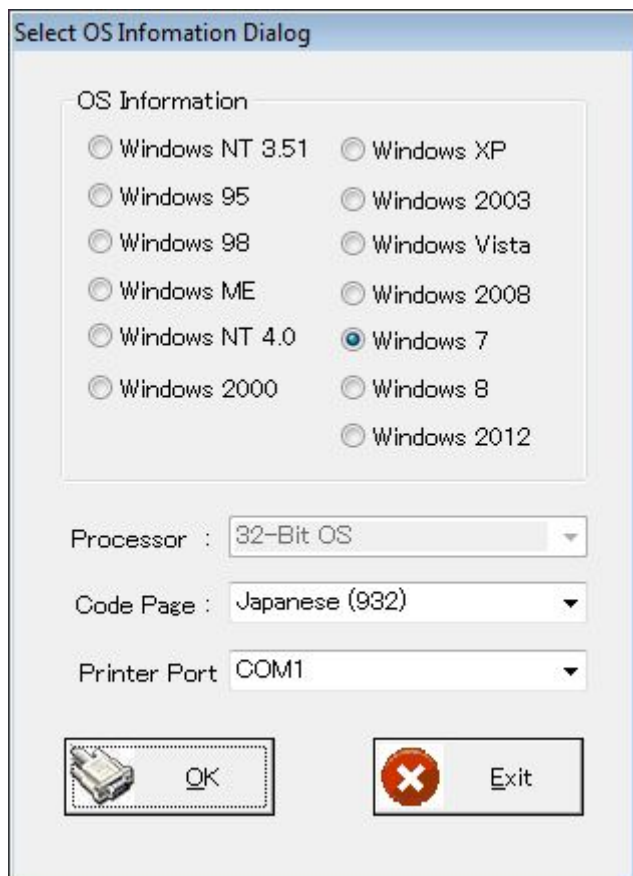 Select OS Infomation Dialog
OS Information
Windows NT 3.51
Windows 95
Windows 98
Windows ME
Windows NT 4.0
Windows 2000
Windows XP
Windows 2003
Windows Vista
Windows 2008
Windows 7
Windows 8
Windows 2012
Processor : 32-Bit OS
Code Page : Japanese (932)
Printer Port COM1
OK
Exit